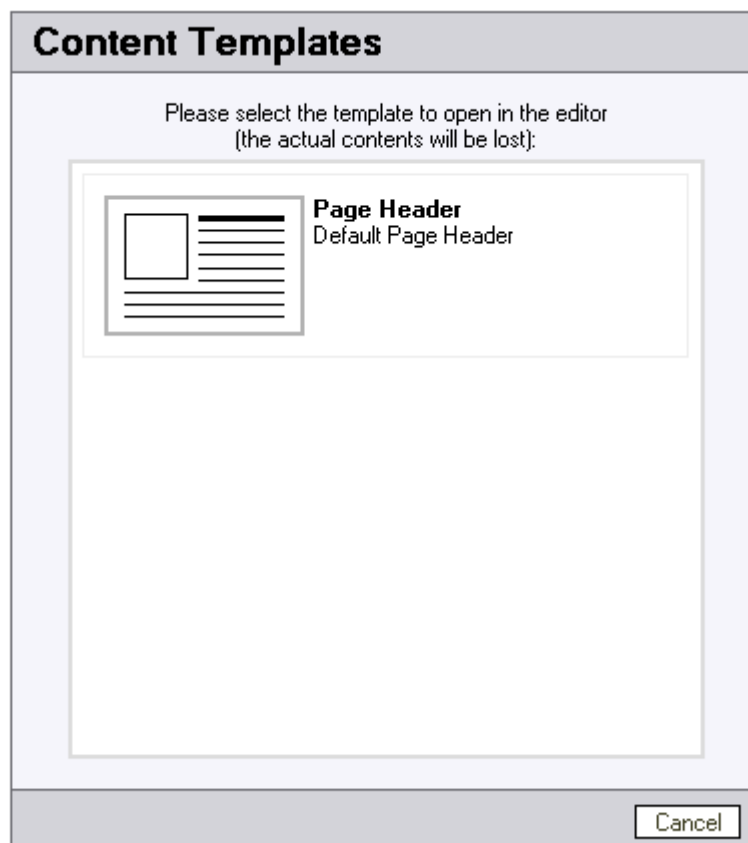 Content Templates
Please select the template to open in the editor
(the actual contents will be lost):
Page Header
Default Page Header
Cancel